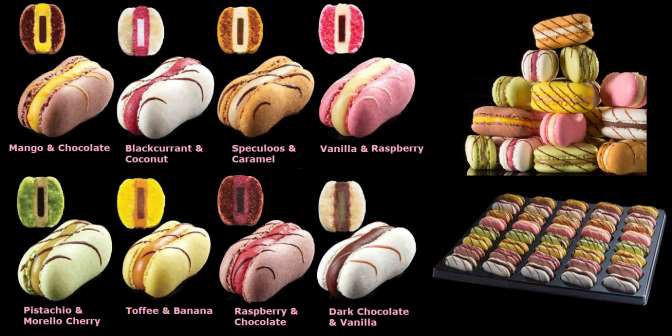 Mango & Chocolate
Blackcurrant &
Coconut
Speculoos &
Caramel
Vanilla & Raspberry
Pistachio &
Morello Cherry
Toffee & Banana
Raspberry &
Chocolate
Dark Chocolate
& Vanilla